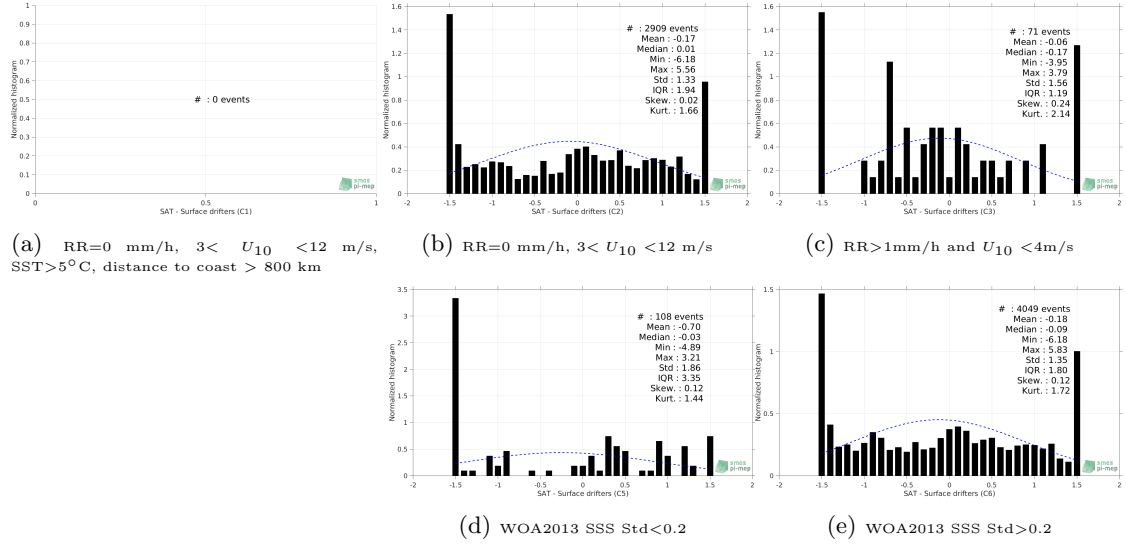 1
0.9
0.8
0.7
0.6
0.5
0.4
0.3
0.2
0.1
0
Normalized histogram
# : 0 events
smos
pi-mep
0 0.5 1
SAT - Surface drifters (C1)
(a) RR=0 mm/h, 3< U10 <12 m/s,
SST>5°C, distance to coast > 800 km
1.6
1.4
1.2
1
0.8
0.6
0.4
0.2
0
Normalized histogram
# : 2909 events
Mean : -0.17
Median : 0.01
Min : -6.18
Max : 5.56
Std : 1.33
IQR : 1.94
Skew. : 0.02
Kurt. : 1.66
smos
pi-mep
-2 -1.5 -1 -0.5 0 0.5 1 1.5 2
SAT - Surface drifters (C2)
(b) RR=0 mm/h, 3< U10 <12 m/s
1.6
1.4
1.2
1
0.8
0.6
0.4
0.2
0
Normalized histogram
# : 71 events
Mean : -0.06
Median : -0.17
Min : -3.95
Max : 3.79
Std : 1.56
IQR : 1.19
Skew. : 0.24
Kurt. : 2.14
smos
pi-mep
-2 -1.5 -1 -0.5 0 0.5 1 1.5 2
SAT - Surface drifters (C3)
(c) RR>1mm/h and U10 <4m/s
3.5
3
2.5
2
1.5
1
0.5
0
Normalized histogram
# : 108 events
Mean : -0.70
Median : -0.03
Min : -4.89
Max : 3.21
Std : 1.86
IQR : 3.35
Skew. : 0.12
Kurt. : 1.44
smos
pi-mep
-2 -1.5 -1 -0.5 0 0.5 1 1.5 2
SAT - Surface drifters (C5)
(d) WOA2013 SSS Std<0.2
1.5
1
0.5
0
Normalized histogram
# : 4049 events
Mean : -0.18
Median : -0.09
Min : -6.18
Max : 5.83
Std : 1.35
IQR : 1.80
Skew. : 0.12
Kurt. : 1.72
smos
pi-mep
-2 -1.5 -1 -0.5 0 0.5 1 1.5 2
SAT - Surface drifters (C6)
(e) WOA2013 SSS Std>0.2